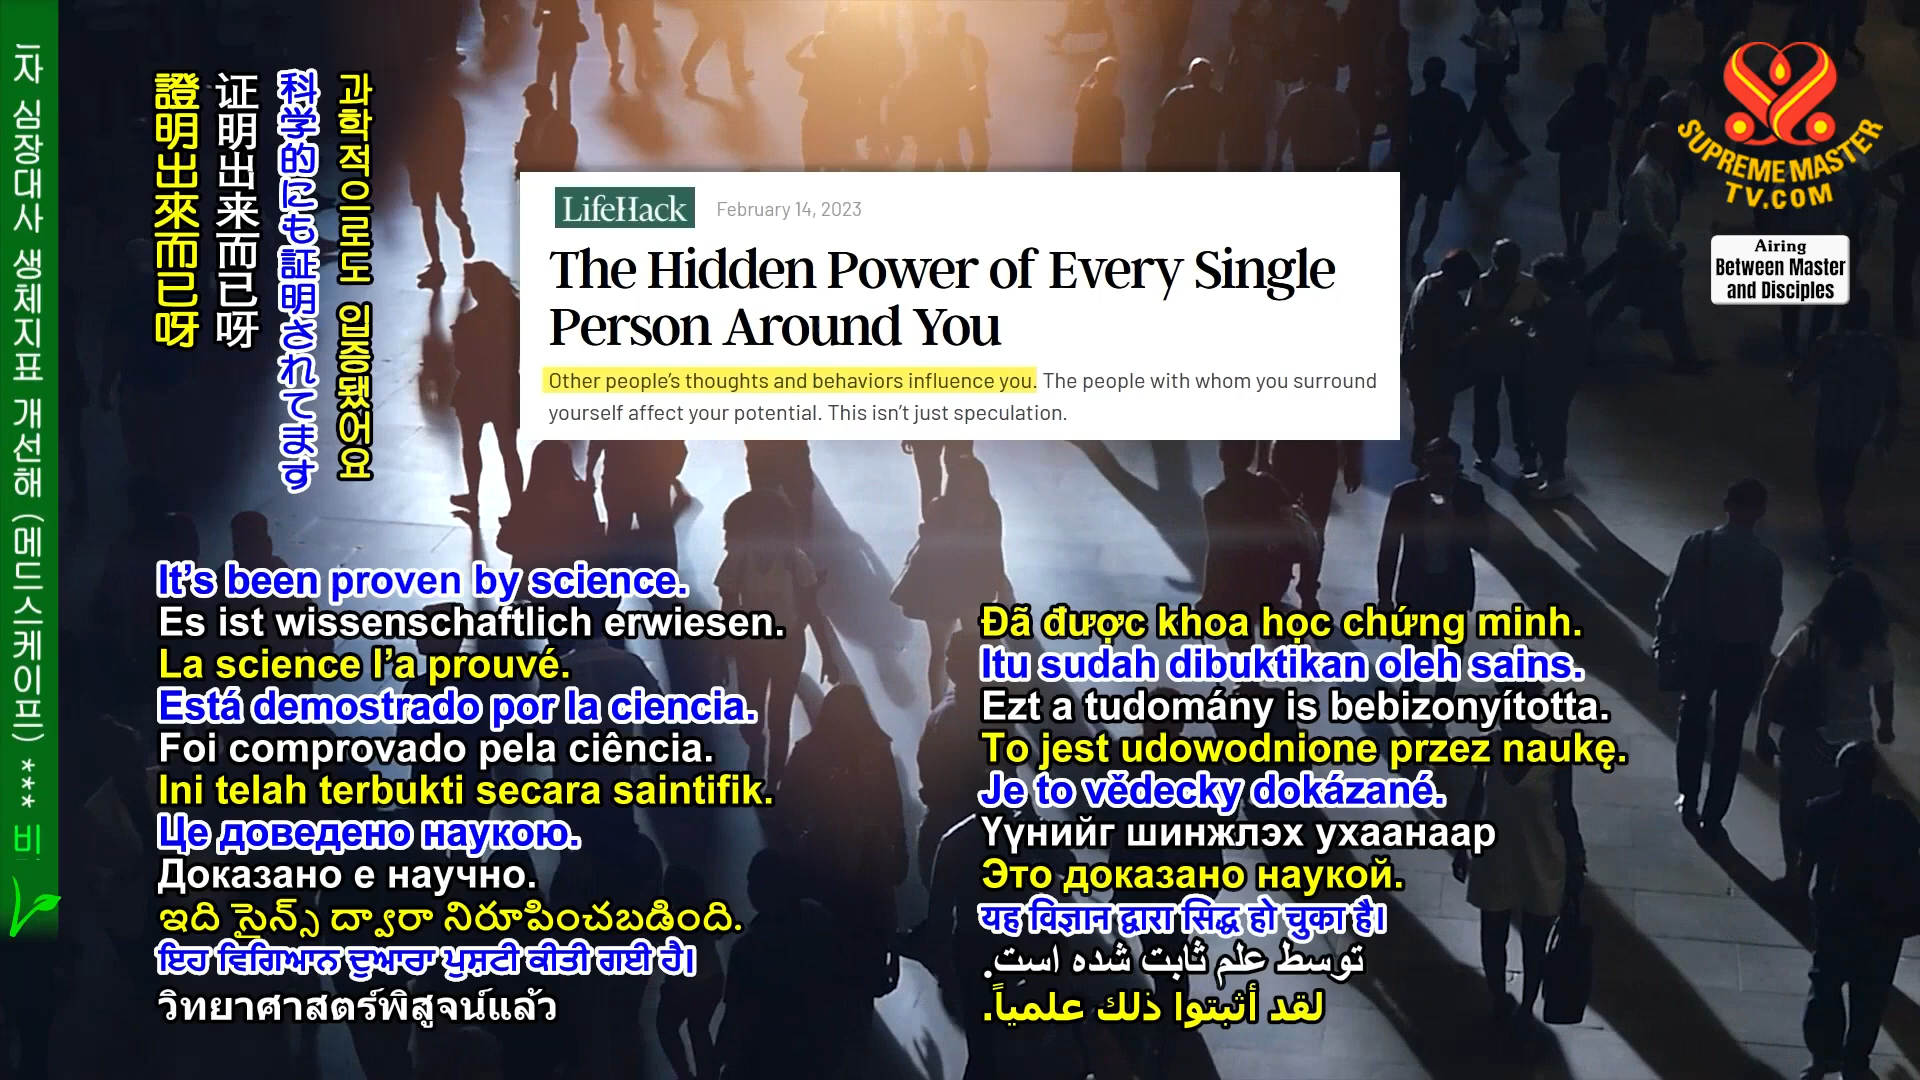 자 심장대사 생체지표 개선해 (메드스케이프) *** 비
證明出來而已呀
证明出来而已呀
科学的にも証明されてます
과학적으로도 입증됐어요
LifeHack February 14, 2023
The Hidden Power of Every Single
Person Around You
Other people’s thoughts and behaviors influence you. The people with whom you surround
yourself affect your potential. This isn’t just speculation.
SUPREME MASTER
TV.COM
Airing
Between Master
and Disciples
It’s been proven by science.
Es ist wissenschaftlich erwiesen.
La science l’a prouvé.
Está demostrado por la ciencia.
Foi comprovado pela ciência.
Ini telah terbukti secara saintifik.
Це доведено наукою.
Доказано е научно.
ఇది సైన్స్ ద్వారా నిరూపించబడింది.
ਇਹ ਵਿਗਿਆਨ ਦੁਆਰਾ ਪੁਸ਼ਟੀ ਕੀਤੀ ਗਈ ਹੈ।
วิทยาศาสตร์พิสูจน์แล้ว
Đã được khoa học chứng minh.
Itu sudah dibuktikan oleh sains.
Ezt a tudomány is bebizonyította.
To jest udowodnione przez naukę.
Je to vědecky dokázané.
Үүнийг шинжлэх ухаанаар
Это доказано наукой.
यह विज्ञान द्वारा सिद्ध हो चुका है।
توسط علم ثابت شده است.
لقد أثبتوا ذلك علمياً.